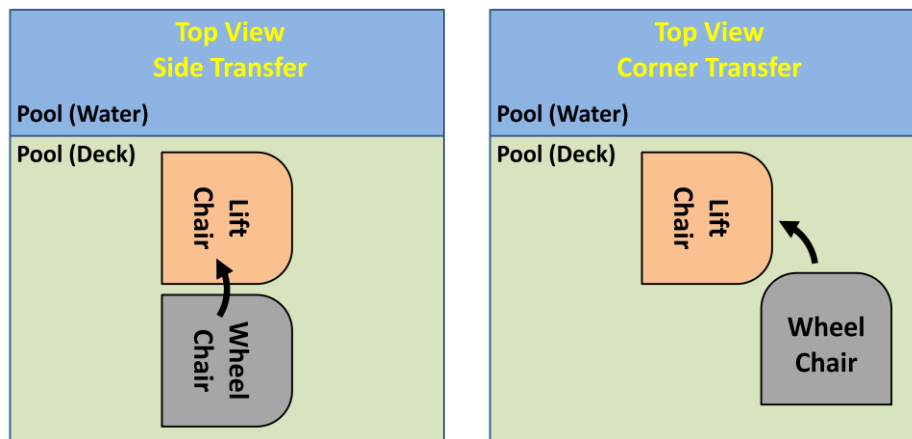 Top View
Side Transfer
Pool (Water)
Pool (Deck)
Lift
Chair
Wheel
Chair
Top View
Corner Transfer
Pool (Water)
Pool (Deck)
Lift
Chair
Wheel
Chair